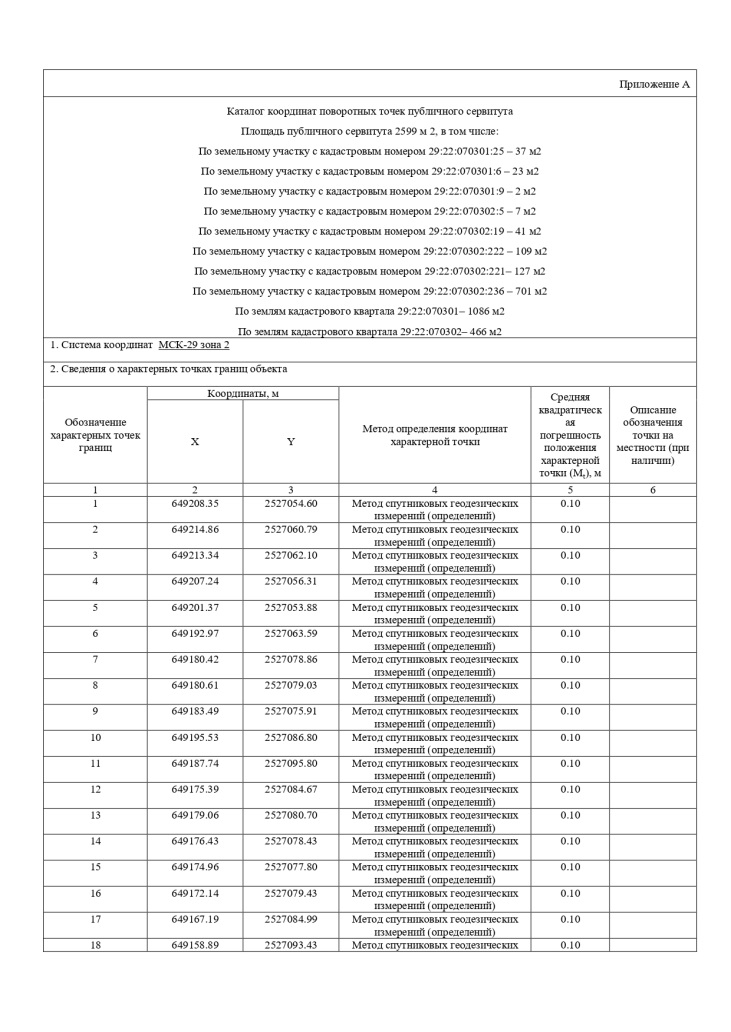 Приложение А
Каталог координат поворотных точек публичного сервитута
Площадь публичного сервитута 2599 м 2, в том числе:
По земельному участку с кадастровым номером 29:22:070301:25 – 37 м2
По земельному участку с кадастровым номером 29:22:070301:6 – 23 м2
По земельному участку с кадастровым номером 29:22:070301:9 – 2 м2
По земельному участку с кадастровым номером 29:22:070302:5 – 7 м2
По земельному участку с кадастровым номером 29:22:070302:19 – 41 м2
По земельному участку с кадастровым номером 29:22:070302:222 – 109 м2
По земельному участку с кадастровым номером 29:22:070302:221– 127 м2
По земельному участку с кадастровым номером 29:22:070302:236 – 701 м2
По землям кадастрового квартала 29:22:070301– 1086 м2
По землям кадастрового квартала 29:22:070302– 466 м2
1. Система координат МСК-29 зона 2
2. Сведения о характерных точках границ объекта
Обозначение
характерных точек
границ
Координаты, м
X
Y
Метод определения координат
характерной точки
Средняя
квадратическ
ая
погрешность
положения
характерной
точки (Mt), м
Описание
обозначения
точки на
местности (при
наличии)
1 2 3 4 5 6
1 649208.35 2527054.60 Метод спутниковых геодезических 0.10
измерений (определений)
2 649214.86 2527060.79 Метод спутниковых геодезических 0.10
измерений (определений)
3 649213.34 2527062.10 Метод спутниковых геодезических 0.10
измерений (определений)
4 649207.24 2527056.31 Метод спутниковых геодезических 0.10
измерений (определений)
5 649201.37 2527053.88 Метод спутниковых геодезических 0.10
измерений (определений)
6 649192.97 2527063.59 Метод спутниковых геодезических 0.10
измерений (определений)
7 649180.42 2527078.86 Метод спутниковых геодезических 0.10
измерений (определений)
8 649180.61 2527079.03 Метод спутниковых геодезических 0.10
измерений (определений)
9 649183.49 2527075.91 Метод спутниковых геодезических 0.10
измерений (определений)
10 649195.53 2527086.80 Метод спутниковых геодезических 0.10
измерений (определений)
11 649187.74 2527095.80 Метод спутниковых геодезических 0.10
измерений (определений)
12 649175.39 2527084.67 Метод спутниковых геодезических 0.10
измерений (определений)
13 649179.06 2527080.70 Метод спутниковых геодезических 0.10
измерений (определений)
14 649176.43 2527078.43 Метод спутниковых геодезических 0.10
измерений (определений)
15 649174.96 2527077.80 Метод спутниковых геодезических 0.10
измерений (определений)
16 649172.14 2527079.43 Метод спутниковых геодезических 0.10
измерений (определений)
17 649167.19 2527084.99 Метод спутниковых геодезических 0.10
измерений (определений)
18 649158.89 2527093.43 Метод спутниковых геодезических 0.10